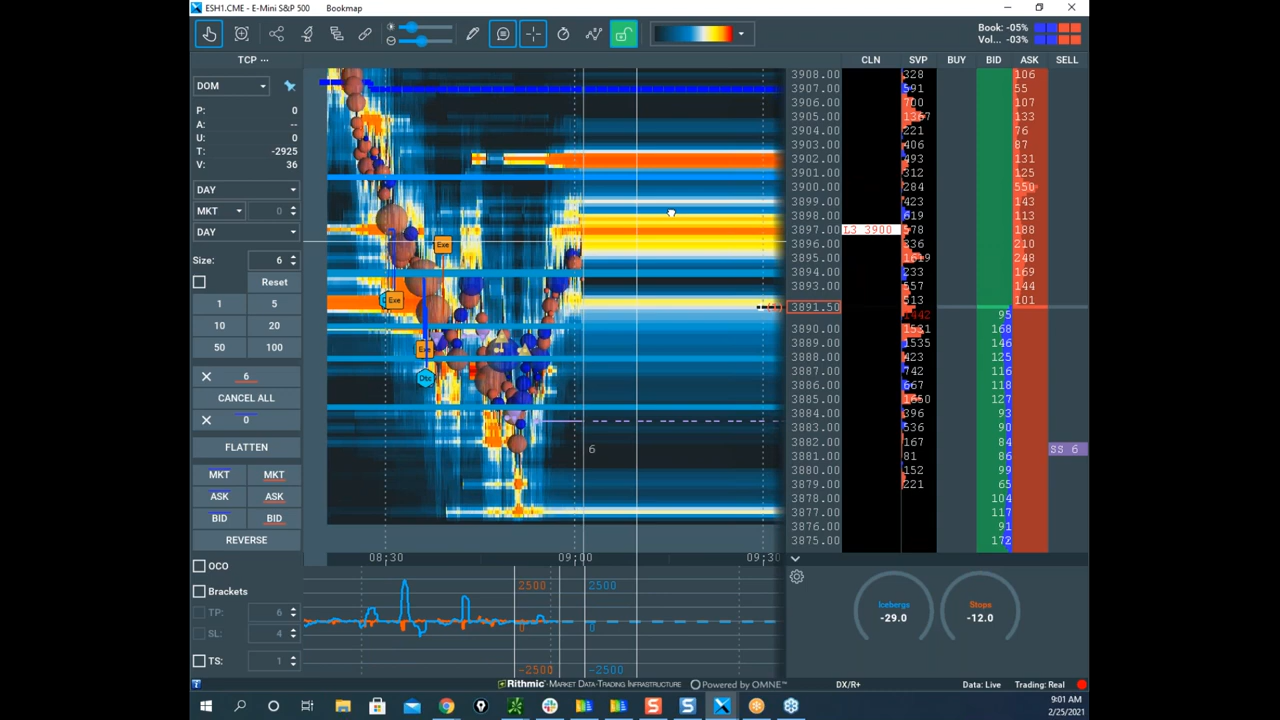 ESH1.CME - E-Mini S&P 500 Bookmap
Book: -05%
Vol... -03%
TCP ...
CLN SVP BUY BID ASK SELL
DOM
P: 0
A: --
U: 0
T: -2925
V: 36
DAY
MKT 0
DAY
Size: 6
Reset
1 5
10 20
50 100
6
CANCEL ALL
0
FLATTEN
MKT MKT
ASK ASK
BID BID
REVERSE
OCO
Brackets
TP: 6
SL: 4
TS: 1
Exe
Exe
Exe
Dsc
6
3908.00 328 106
3907.00 591 55
3906.00 700 107
3905.00 1367 133
3904.00 221 76
3903.00 406 87
3902.00 493 131
3901.00 312 125
3900.00 284 550
3899.00 423 143
3898.00 619 113
3897.00 L3 3900 578 188
3896.00 336 210
3895.00 1619 248
3894.00 233 169
3893.00 557 144
513 101
3891.50
1442 95
3890.00 1521 168
3889.00 1535 146
3888.00 423 125
3887.00 742 116
3886.00 667 118
3885.00 1650 127
3884.00 396 93
3883.00 536 90
3882.00 167 84
3881.00 81 86 SS 6
3880.00 152 99
3879.00 221 65
3878.00 104
3877.00 117
3876.00 91
3875.00 172
08:30 09:00 09:30
2500 2500
0 0
-2500 -2500
Icebergs
-29.0
Stops
-12.0
Rithmic - MARKET DATA-TRADING INFRASTRUCTURE Powered by OMNE™ DX/R+ Data: Live Trading: Real
9:01 AM
2/25/2021